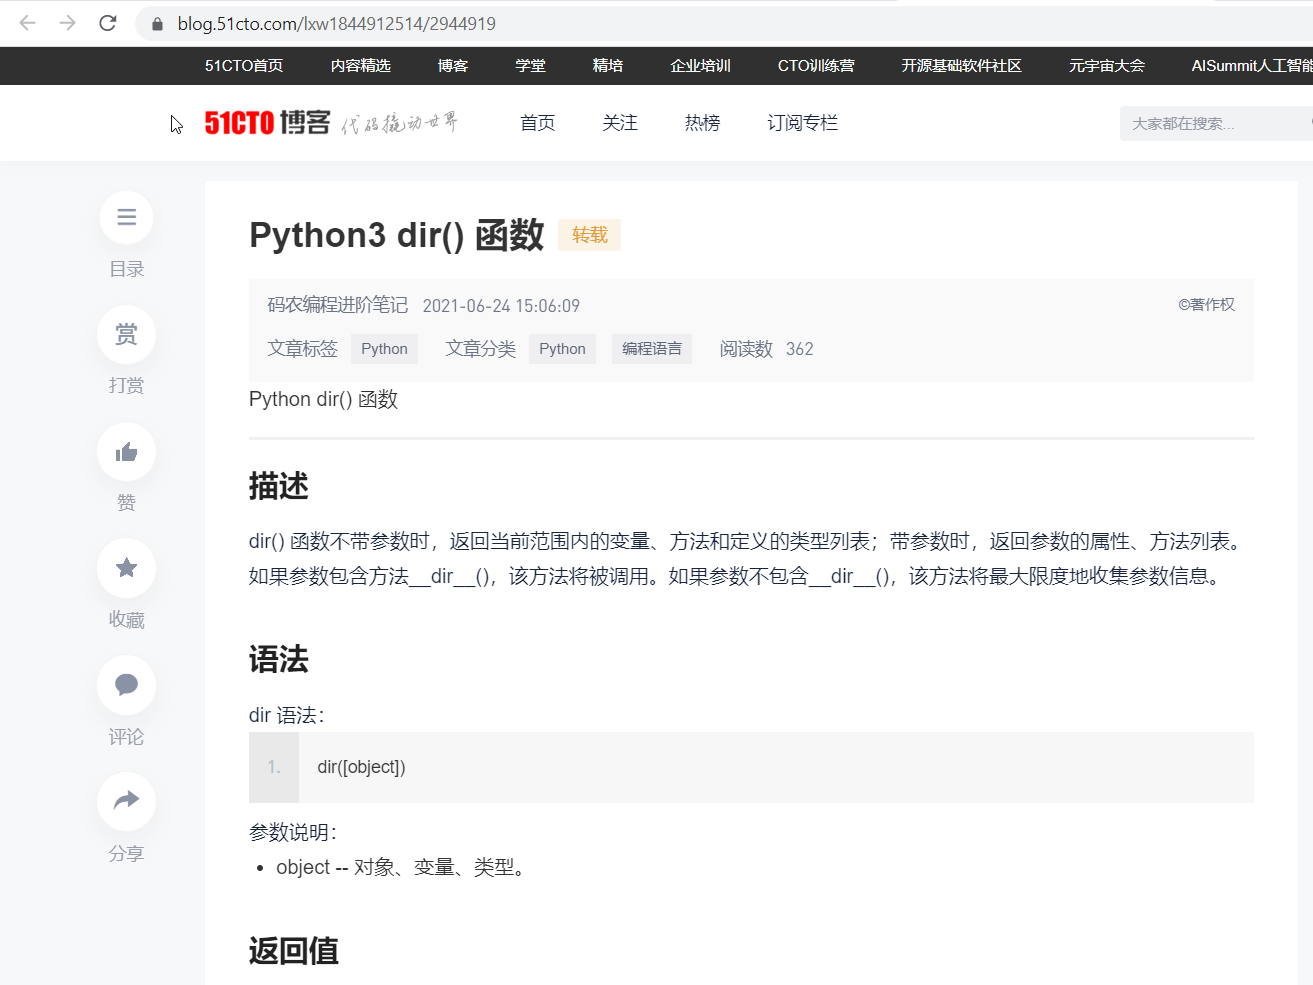 blog.51cto.com/lxw1844912514/2944919
51CTO首页 内容精选 博客 学堂 精培 企业培训 CTO训练营 开源基础软件社区 元宇宙大会 AISummit人工智能
51CTO 博客 代码撬动世界 首页 关注 热榜 订阅专栏 大家都在搜索...
目录
赏
打赏
赞
收藏
评论
分享
Python3 dir() 函数 转载
码农编程进阶笔记 2021-06-24 15:06:09 ©著作权
文章标签 Python 文章分类 Python 编程语言 阅读数 362
Python dir() 函数
描述
dir() 函数不带参数时，返回当前范围内的变量、方法和定义的类型列表；带参数时，返回参数的属性、方法列表。
如果参数包含方法__dir__()，该方法将被调用。如果参数不包含__dir__()，该方法将最大限度地收集参数信息。
语法
dir 语法：
1. dir([object])
参数说明：
• object -- 对象、变量、类型。
返回值